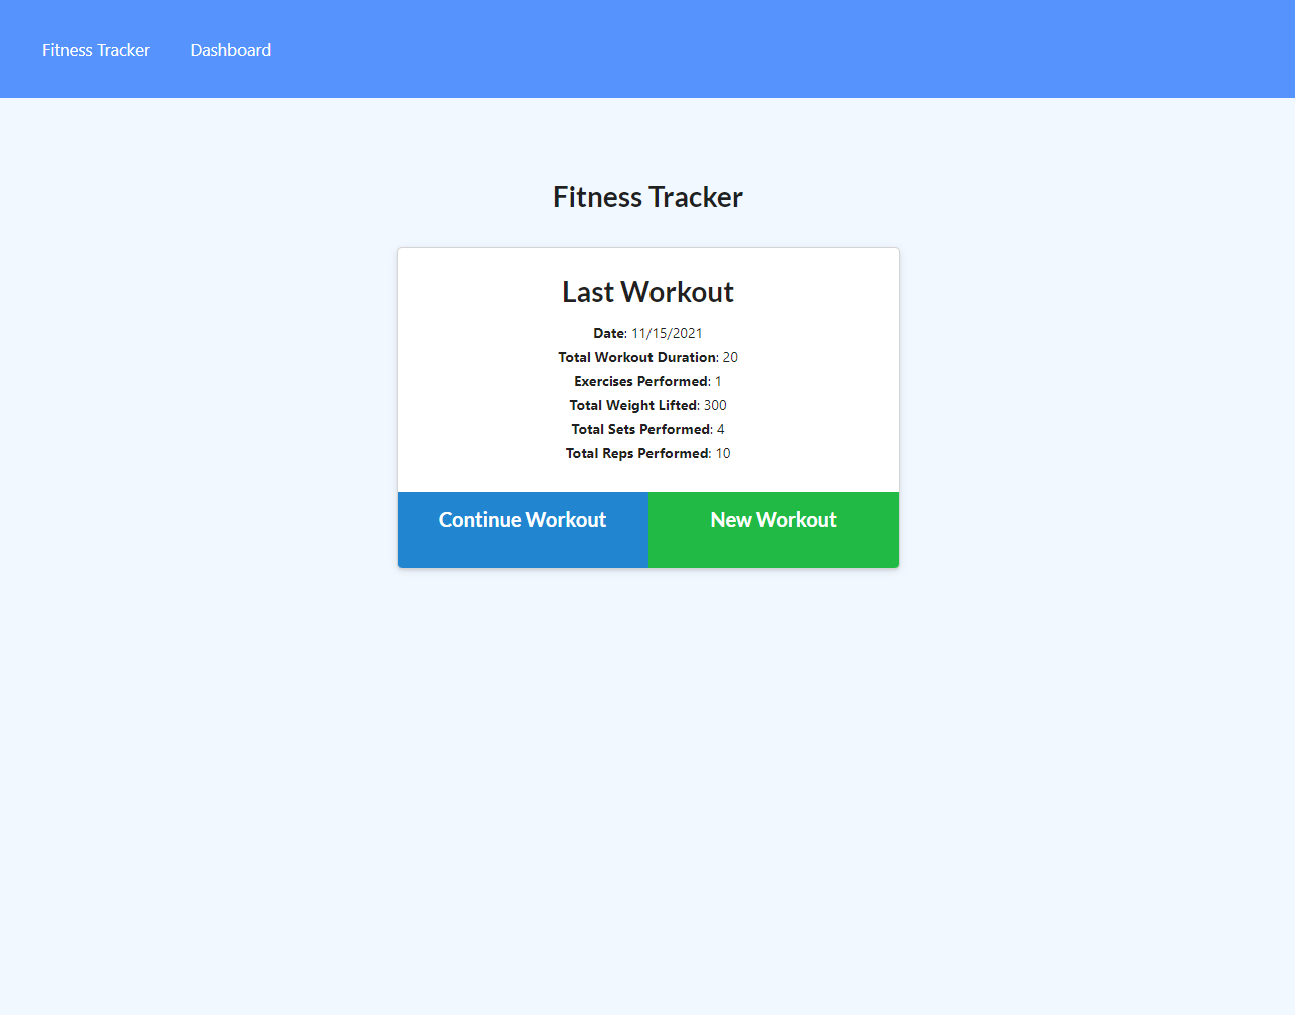 Fitness Tracker Dashboard
Fitness Tracker
Last Workout
Date: 11/15/2021
Total Workout Duration: 20
Exercises Performed: 1
Total Weight Lifted: 300
Total Sets Performed: 4
Total Reps Performed: 10
Continue Workout New Workout